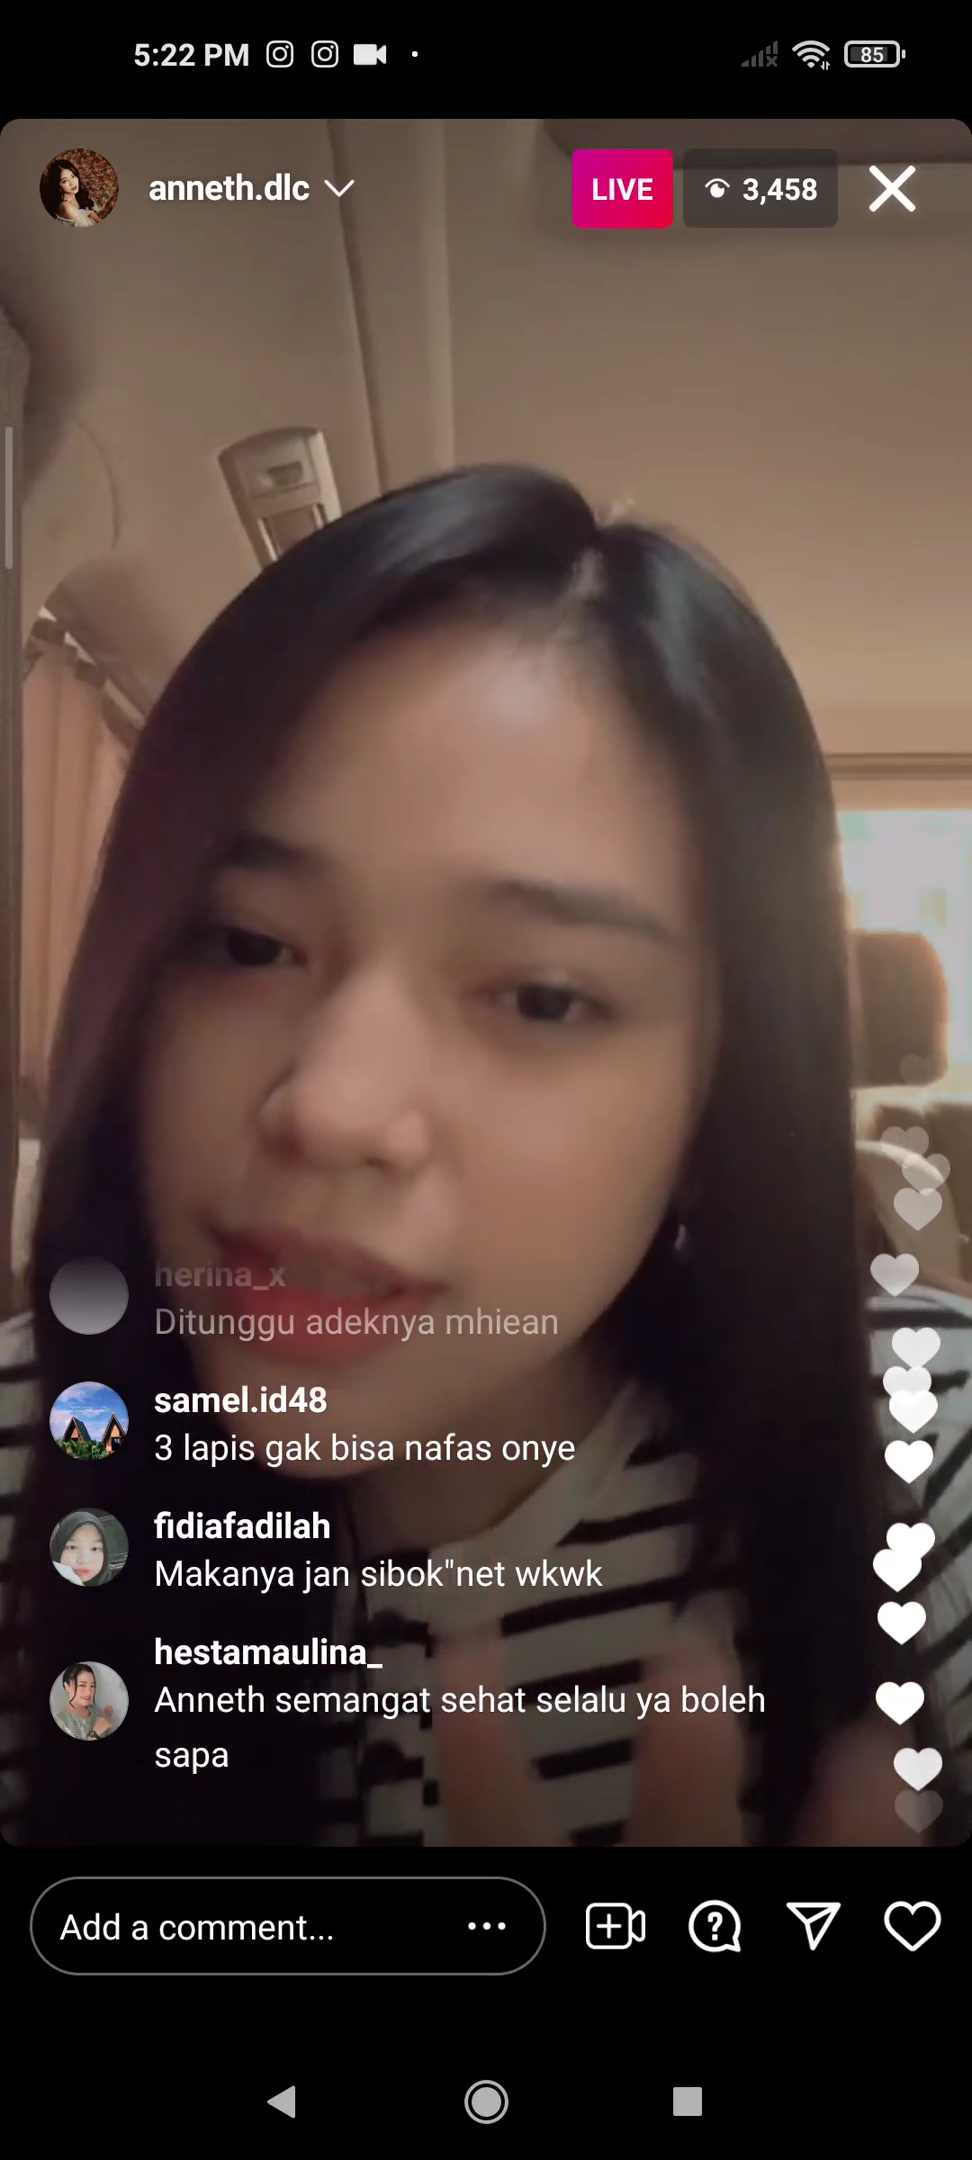 5:22 PM
85
anneth.dlc
LIVE
3,458
herina_x
Ditunggu adeknya mhiean
samel.id48
3 lapis gak bisa nafas onye
fidiafadilah
Makanya jan sibok"net wkwk
hestamaulina_
Anneth semangat sehat selalu ya boleh
sapa
Add a comment...